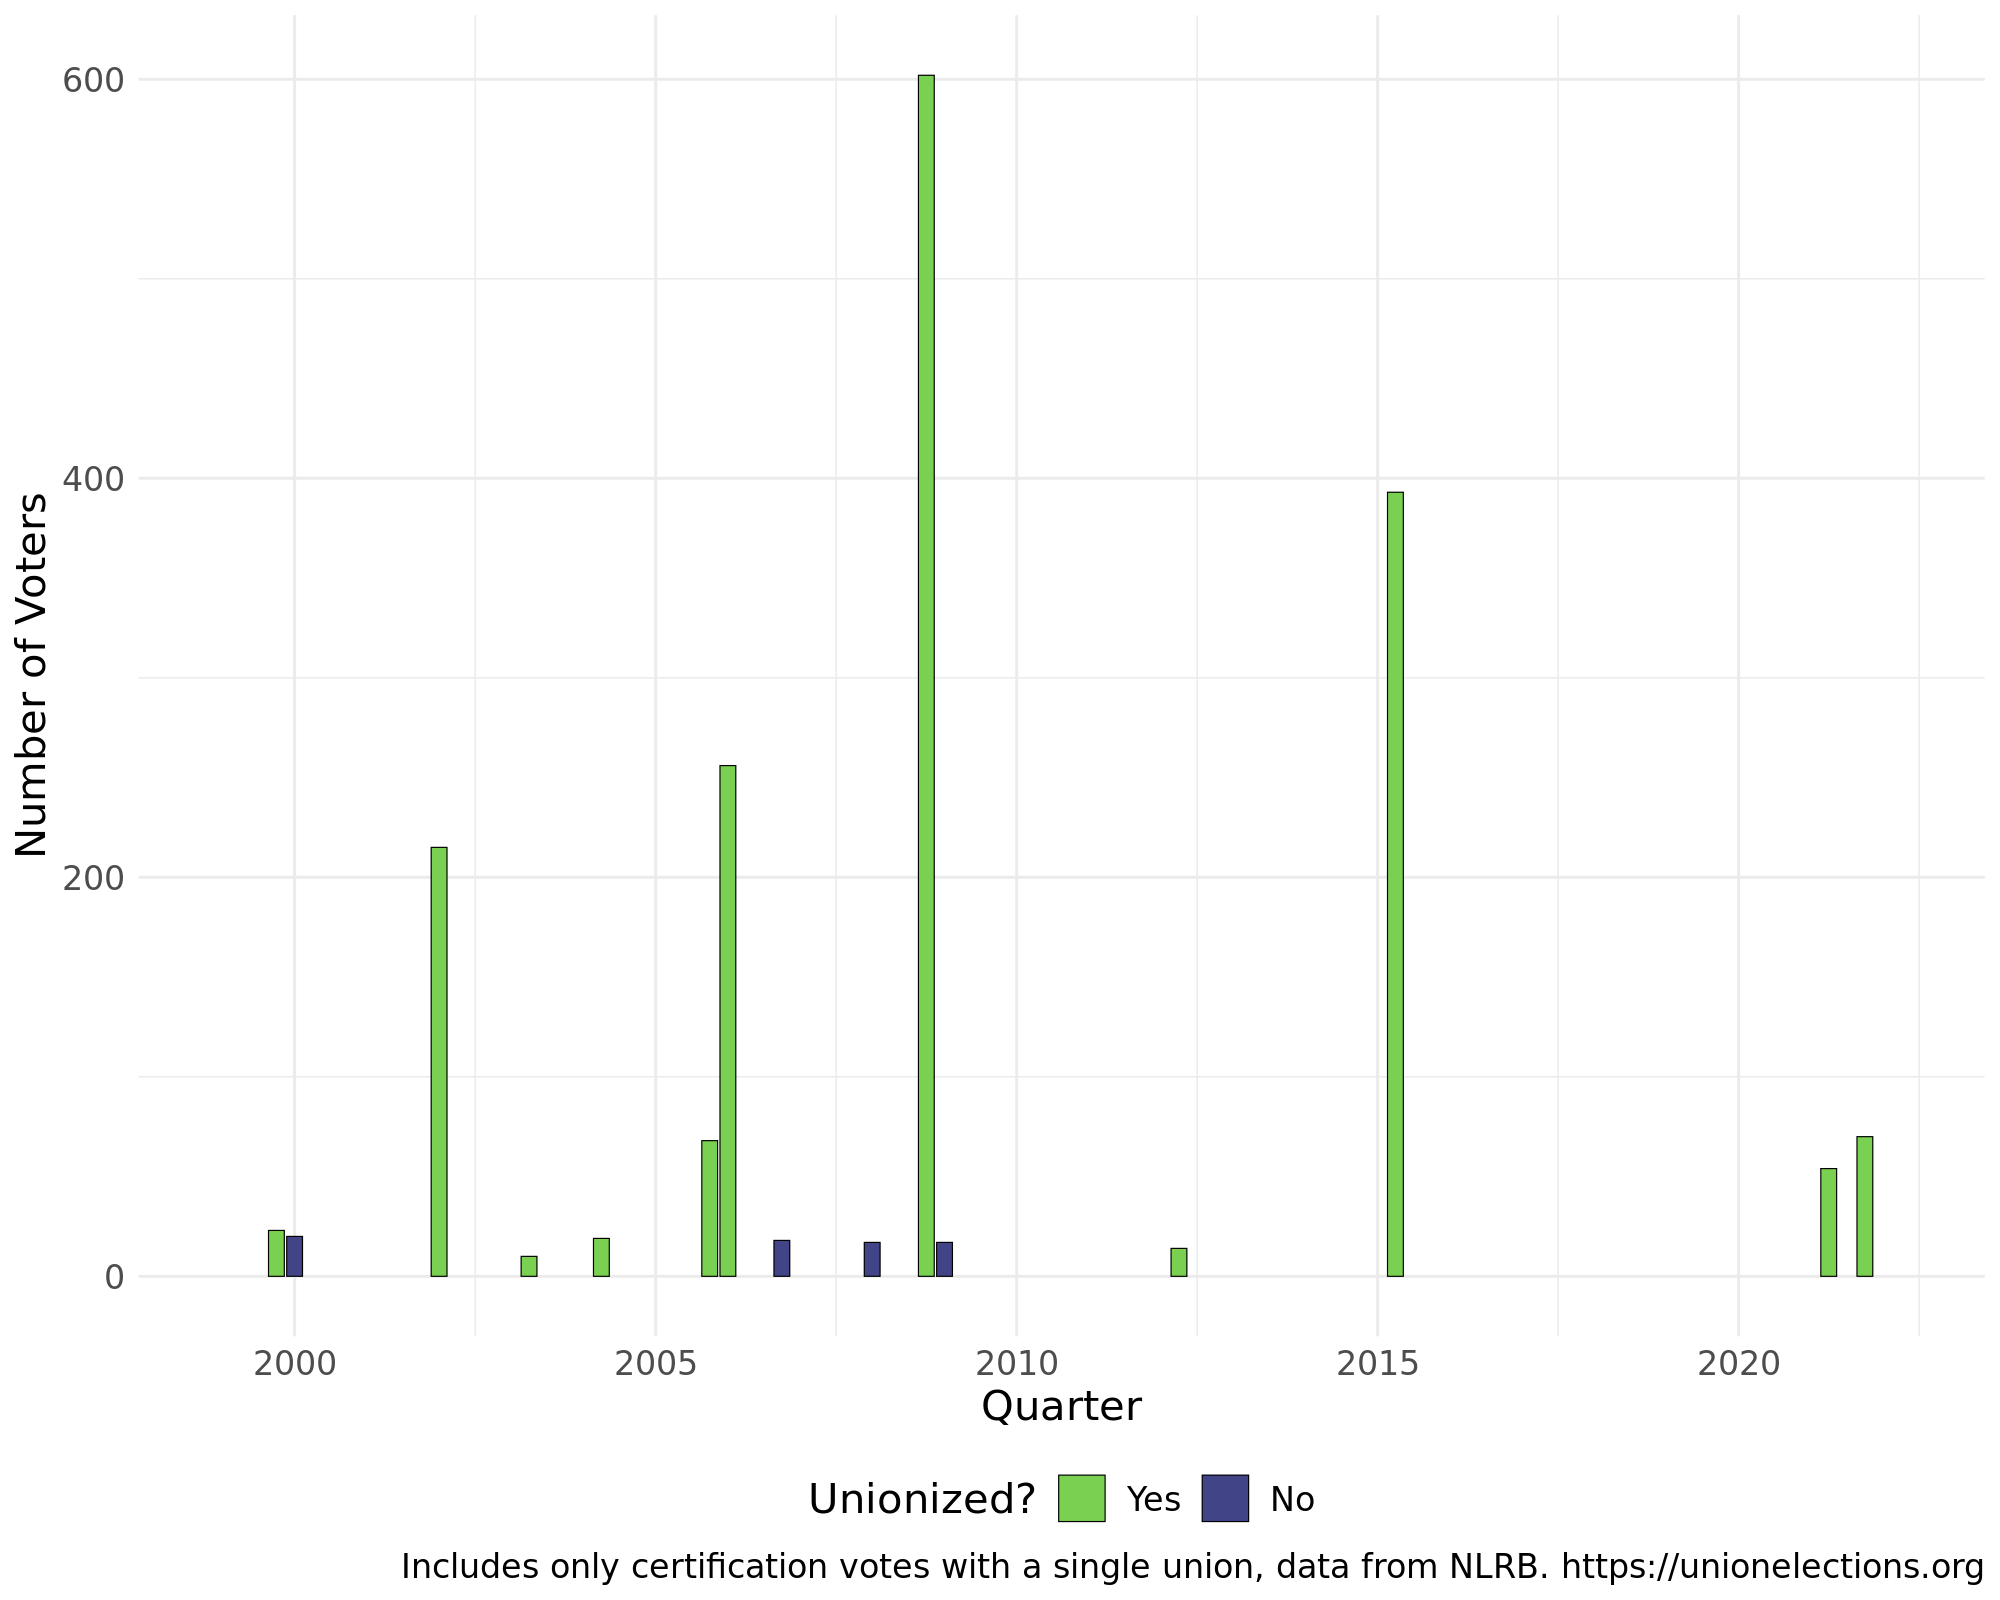 600
400
200
0
Number of Voters
2000 2005 2010 2015 2020
Quarter
Unionized? Yes No
Includes only certification votes with a single union, data from NLRB. https://unionelections.org